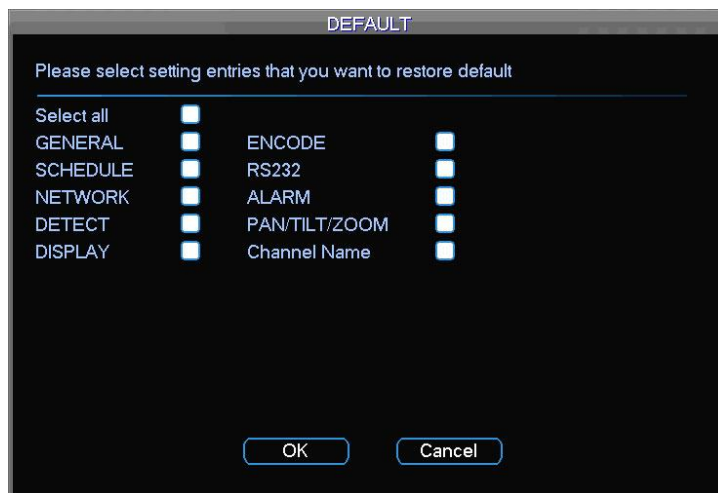 DEFAULT
Please select setting entries that you want to restore default
Select all
GENERAL ENCODE
SCHEDULE RS232
NETWORK ALARM
DETECT PAN/TILT/ZOOM
DISPLAY Channel Name
OK Cancel